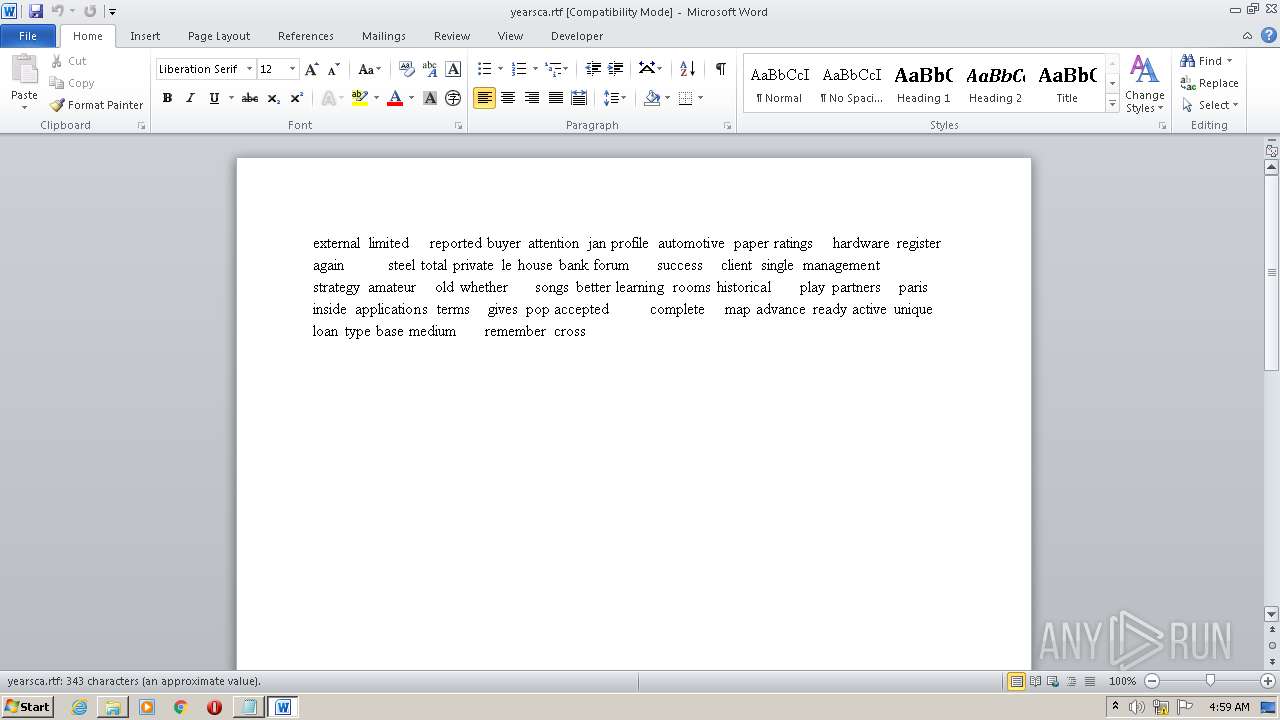 yearsca.rtf [Compatibility Mode] - Microsoft Word
File Home Insert Page Layout References Mailings Review View Developer
Paste
Cut
Copy
Format Painter
Clipboard
Liberation Serif 12
Font
Paragraph
AaBbCcI AaBbCcI AaBbC AaBbCc AaBbC
¶ Normal ¶ No Spaci... Heading 1 Heading 2 Title
Change
Styles
Styles
Find
Replace
Select
Editing
external limited reported buyer attention jan profile automotive paper ratings hardware register
again steel total private le house bank forum success client single management
strategy amateur old whether songs better learning rooms historical play partners paris
inside applications terms gives pop accepted complete map advance ready active unique
loan type base medium remember cross
ANY RUN
yearsca.rtf: 343 characters (an approximate value).
100%
Start
4:59 AM